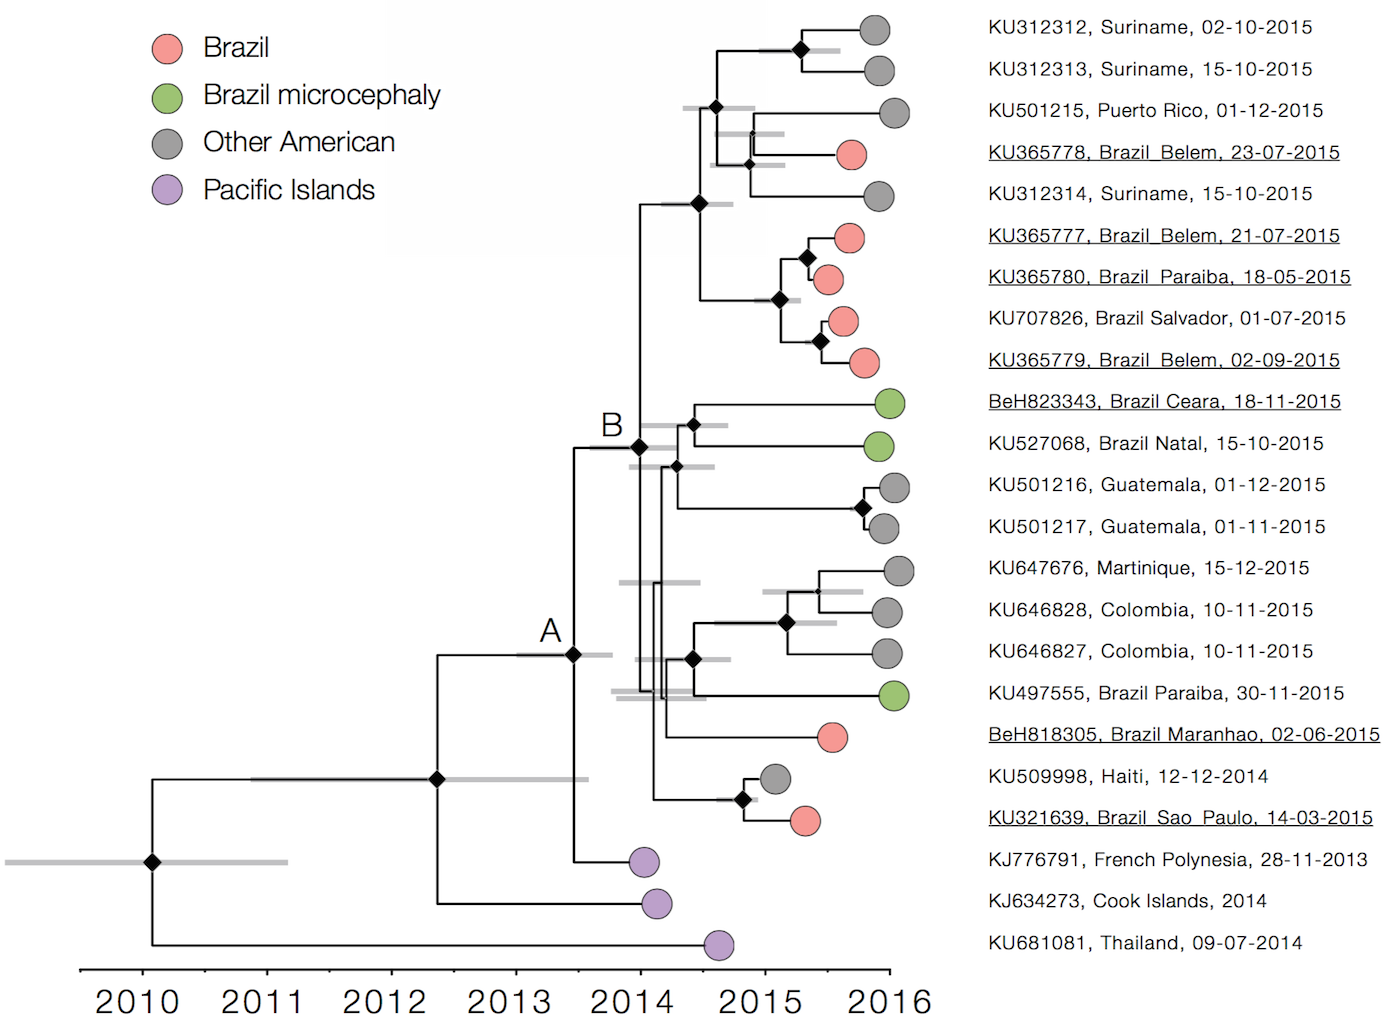 Brazil
Brazil microcephaly
Other American
Pacific Islands
KU312312, Suriname, 02-10-2015
KU312313, Suriname, 15-10-2015
KU501215, Puerto Rico, 01-12-2015
KU365778, Brazil_Belem, 23-07-2015
KU312314, Suriname, 15-10-2015
KU365777, Brazil_Belem, 21-07-2015
KU365780, Brazil_Paraiba, 18-05-2015
KU707826, Brazil Salvador, 01-07-2015
KU365779, Brazil_Belem, 02-09-2015
BeH823343, Brazil Ceara, 18-11-2015
B
KU527068, Brazil Natal, 15-10-2015
KU501216, Guatemala, 01-12-2015
KU501217, Guatemala, 01-11-2015
KU647676, Martinique, 15-12-2015
KU646828, Colombia, 10-11-2015
A
KU646827, Colombia, 10-11-2015
KU497555, Brazil Paraiba, 30-11-2015
BeH818305, Brazil Maranhao, 02-06-2015
KU509998, Haiti, 12-12-2014
KU321639, Brazil_Sao_Paulo, 14-03-2015
KJ776791, French Polynesia, 28-11-2013
KJ634273, Cook Islands, 2014
KU681081, Thailand, 09-07-2014
2010 2011 2012 2013 2014 2015 2016